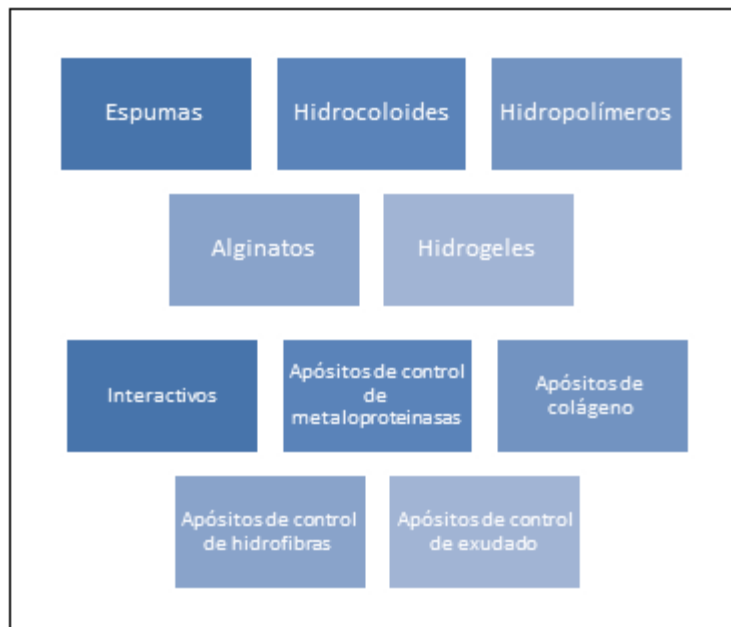 Espumas
Hidrocoloides
Hidropolímeros
Alginatos
Hidrogeles
Interactivos
Apósitos de control
de
metaloproteinasas
Apósitos de
colágeno
Apósitos de control
de hidrofibras
Apósitos de control
de exudado